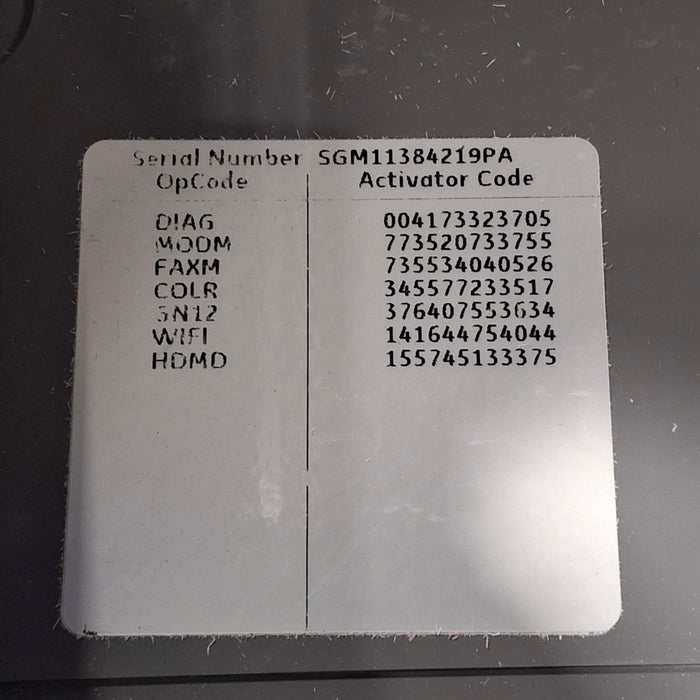 Serial Number SGM11384219PA
OpCode Activator Code
DIAG 004173323705
MODM 773520733755
FAXM 735534040526
COLR 345577233517
SN12 376407553634
WIFI 141644754044
HDMD 155745133375